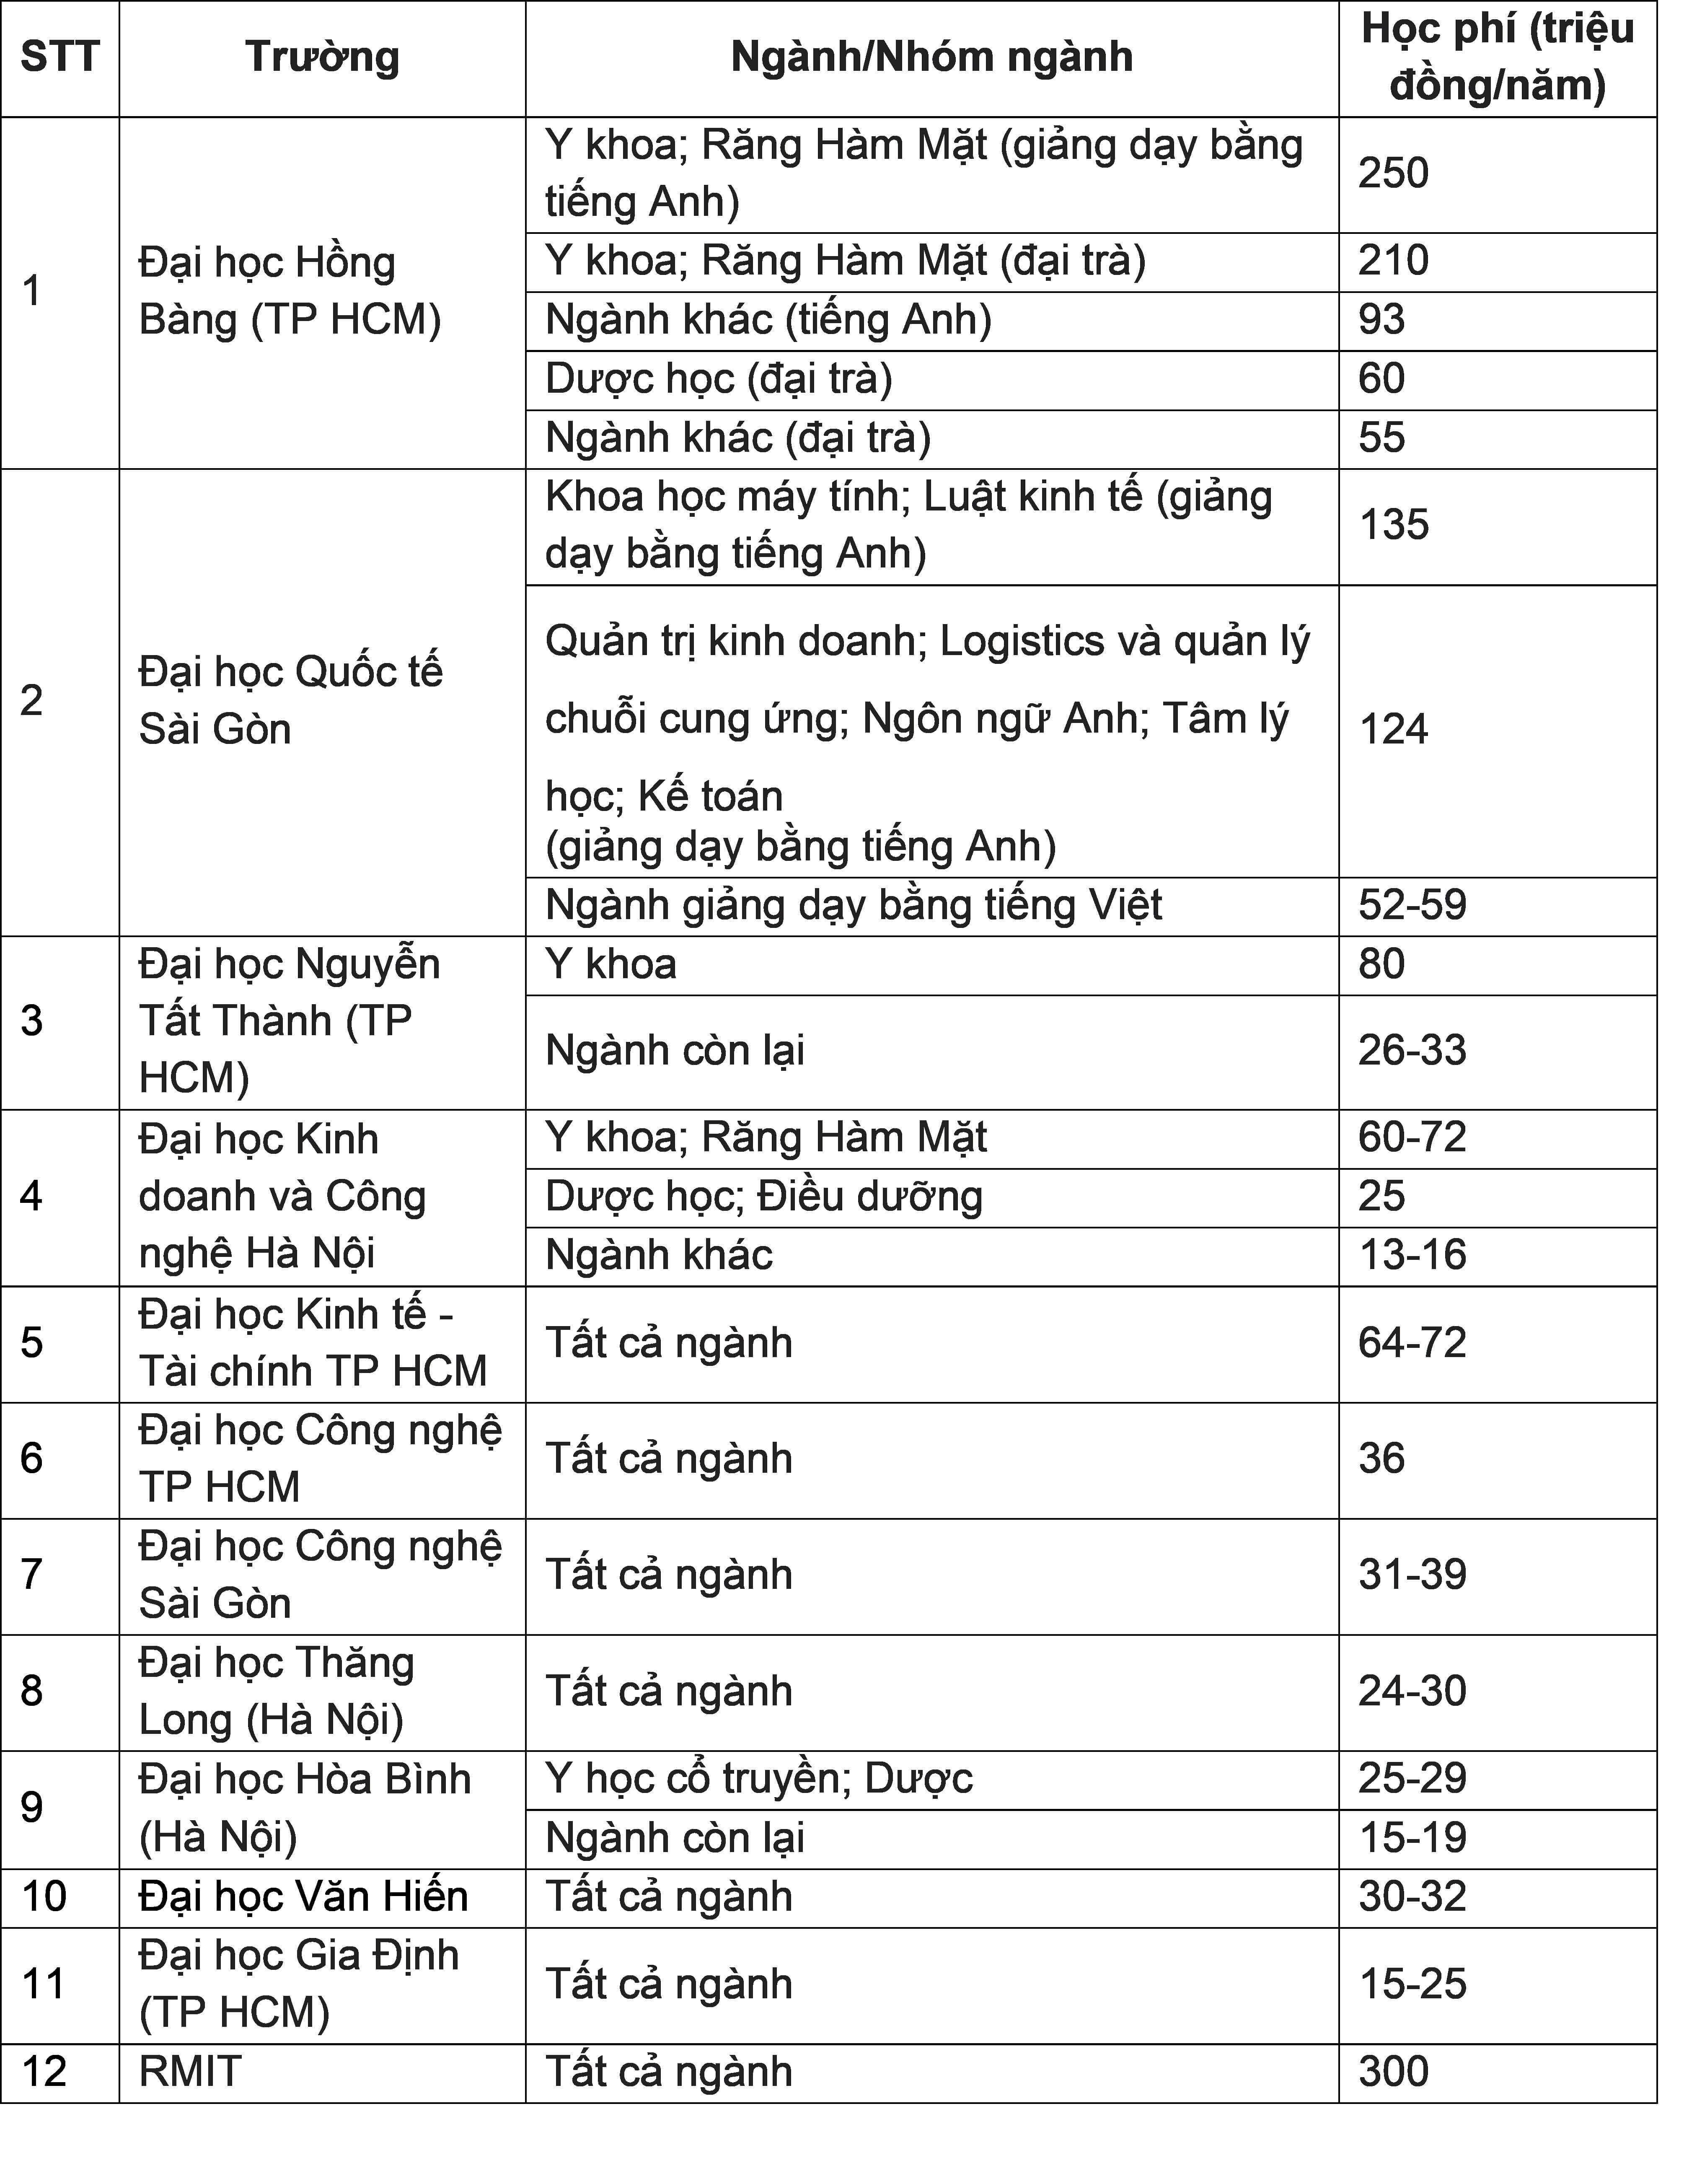 STT
Trường
Ngành/Nhóm ngành
Học phí (triệu
đồng/năm)
1
Đại học Hồng
Bàng (TP HCM)
Y khoa; Răng Hàm Mặt (giảng dạy bằng
tiếng Anh)
250
Y khoa; Răng Hàm Mặt (đại trà)
210
Ngành khác (tiếng Anh)
93
Dược học (đại trà)
60
Ngành khác (đại trà)
55
2
Đại học Quốc tế
Sài Gòn
Khoa học máy tính; Luật kinh tế (giảng
dạy bằng tiếng Anh)
135
Quản trị kinh doanh; Logistics và quản lý
chuỗi cung ứng; Ngôn ngữ Anh; Tâm lý
học; Kế toán
(giảng dạy bằng tiếng Anh)
124
Ngành giảng dạy bằng tiếng Việt
52-59
3
Đại học Nguyễn
Tất Thành (TP
HCM)
Y khoa
80
Ngành còn lại
26-33
4
Đại học Kinh
doanh và Công
nghệ Hà Nội
Y khoa; Răng Hàm Mặt
60-72
Dược học; Điều dưỡng
25
Ngành khác
13-16
5
Đại học Kinh tế -
Tài chính TP HCM
Tất cả ngành
64-72
6
Đại học Công nghệ
TP HCM
Tất cả ngành
36
7
Đại học Công nghệ
Sài Gòn
Tất cả ngành
31-39
8
Đại học Thăng
Long (Hà Nội)
Tất cả ngành
24-30
9
Đại học Hòa Bình
(Hà Nội)
Y học cổ truyền; Dược
25-29
Ngành còn lại
15-19
10
Đại học Văn Hiến
Tất cả ngành
30-32
11
Đại học Gia Định
(TP HCM)
Tất cả ngành
15-25
12
RMIT
Tất cả ngành
300